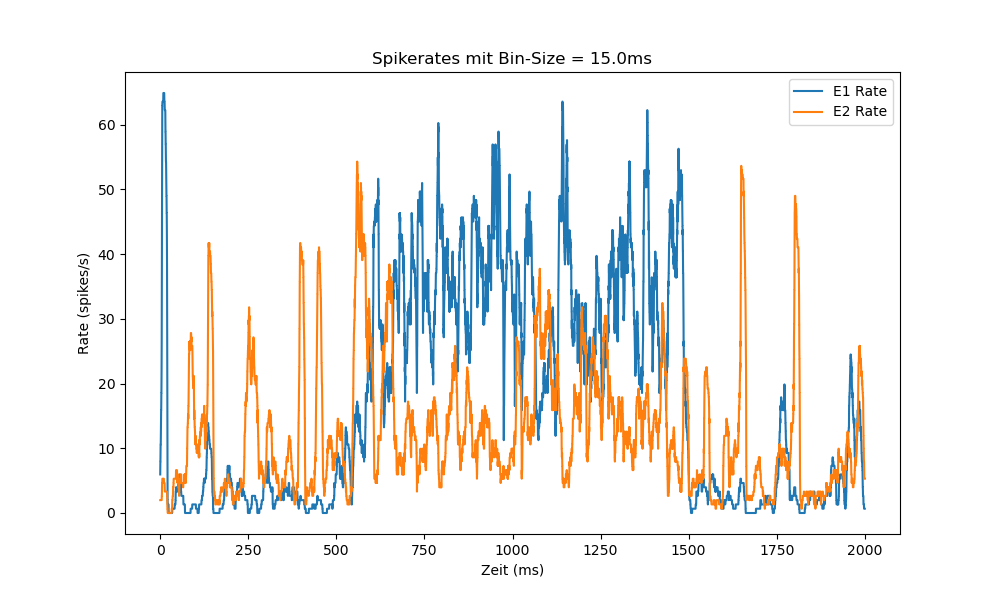 Spikerates mit Bin-Size = 15.0ms
E1 Rate
E2 Rate
Rate (spikes/s)
60
50
40
30
20
10
0
0 250 500 750 1000 1250 1500 1750 2000
Zeit (ms)